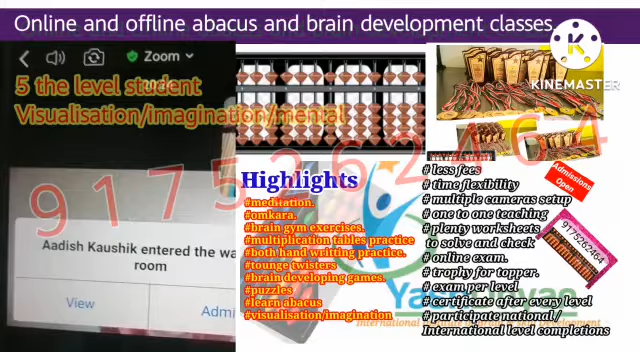 Online and offline abacus and brain development classes
Zoom
5 the level student
Visualisation/imagination/mental
9175262464
Aadish Kaushik entered the wa
room
View
Admi
Highlights
#meditation.
#omkara.
#brain gym exercises.
#multiplication tables practice
#both hand writting practice.
#tounge twisters
#brain developing games.
#puzzles
#learn abacus
#visualisation/imagination
KINEMASTER
# less fees
# time flexibility
# multiple cameras setup
# one to one teaching
#plenty worksheets
to solve and check
# online exam.
# trophy for topper.
# exam per level
# certificate after every level
#participate national /
International level completions
Admissions
Open
9175262464
International